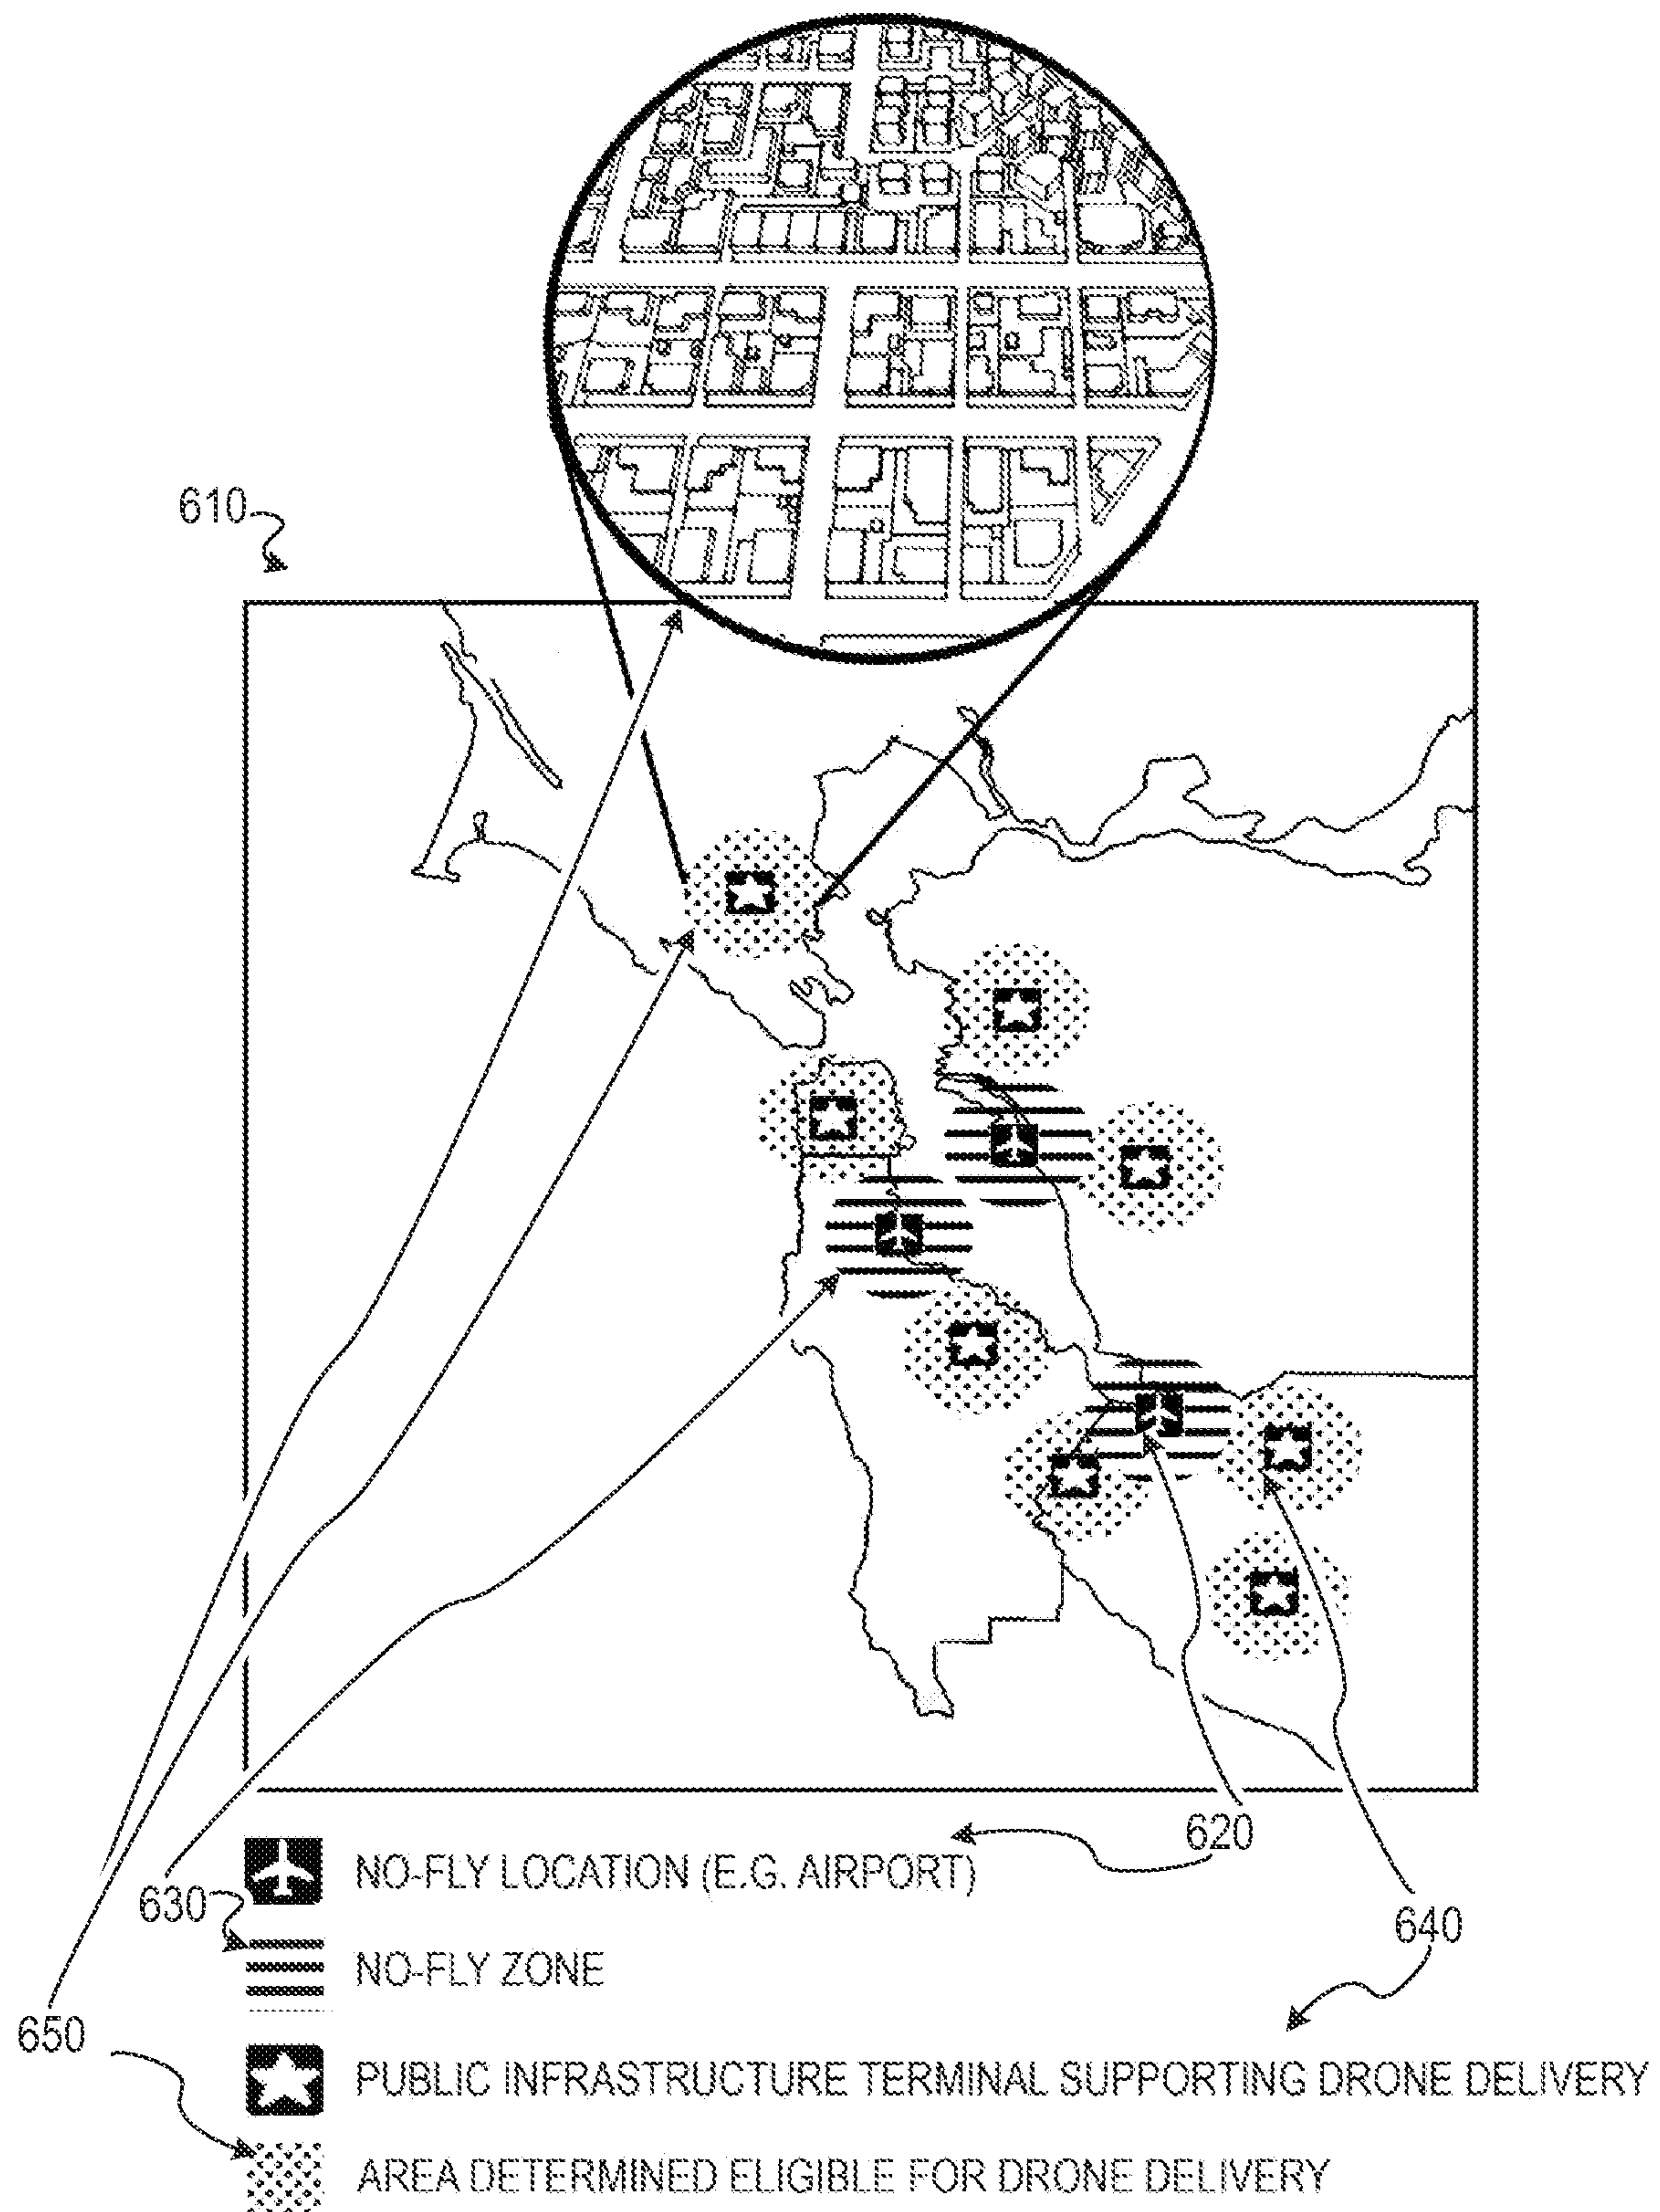 610
620
NO-FLY LOCATION (E.G. AIRPORT)
630
640
NO-FLY ZONE
650
PUBLIC INFRASTRUCTURE TERMINAL SUPPORTING DRONE DELIVERY
AREA DETERMINED ELIGIBLE FOR DRONE DELIVERY